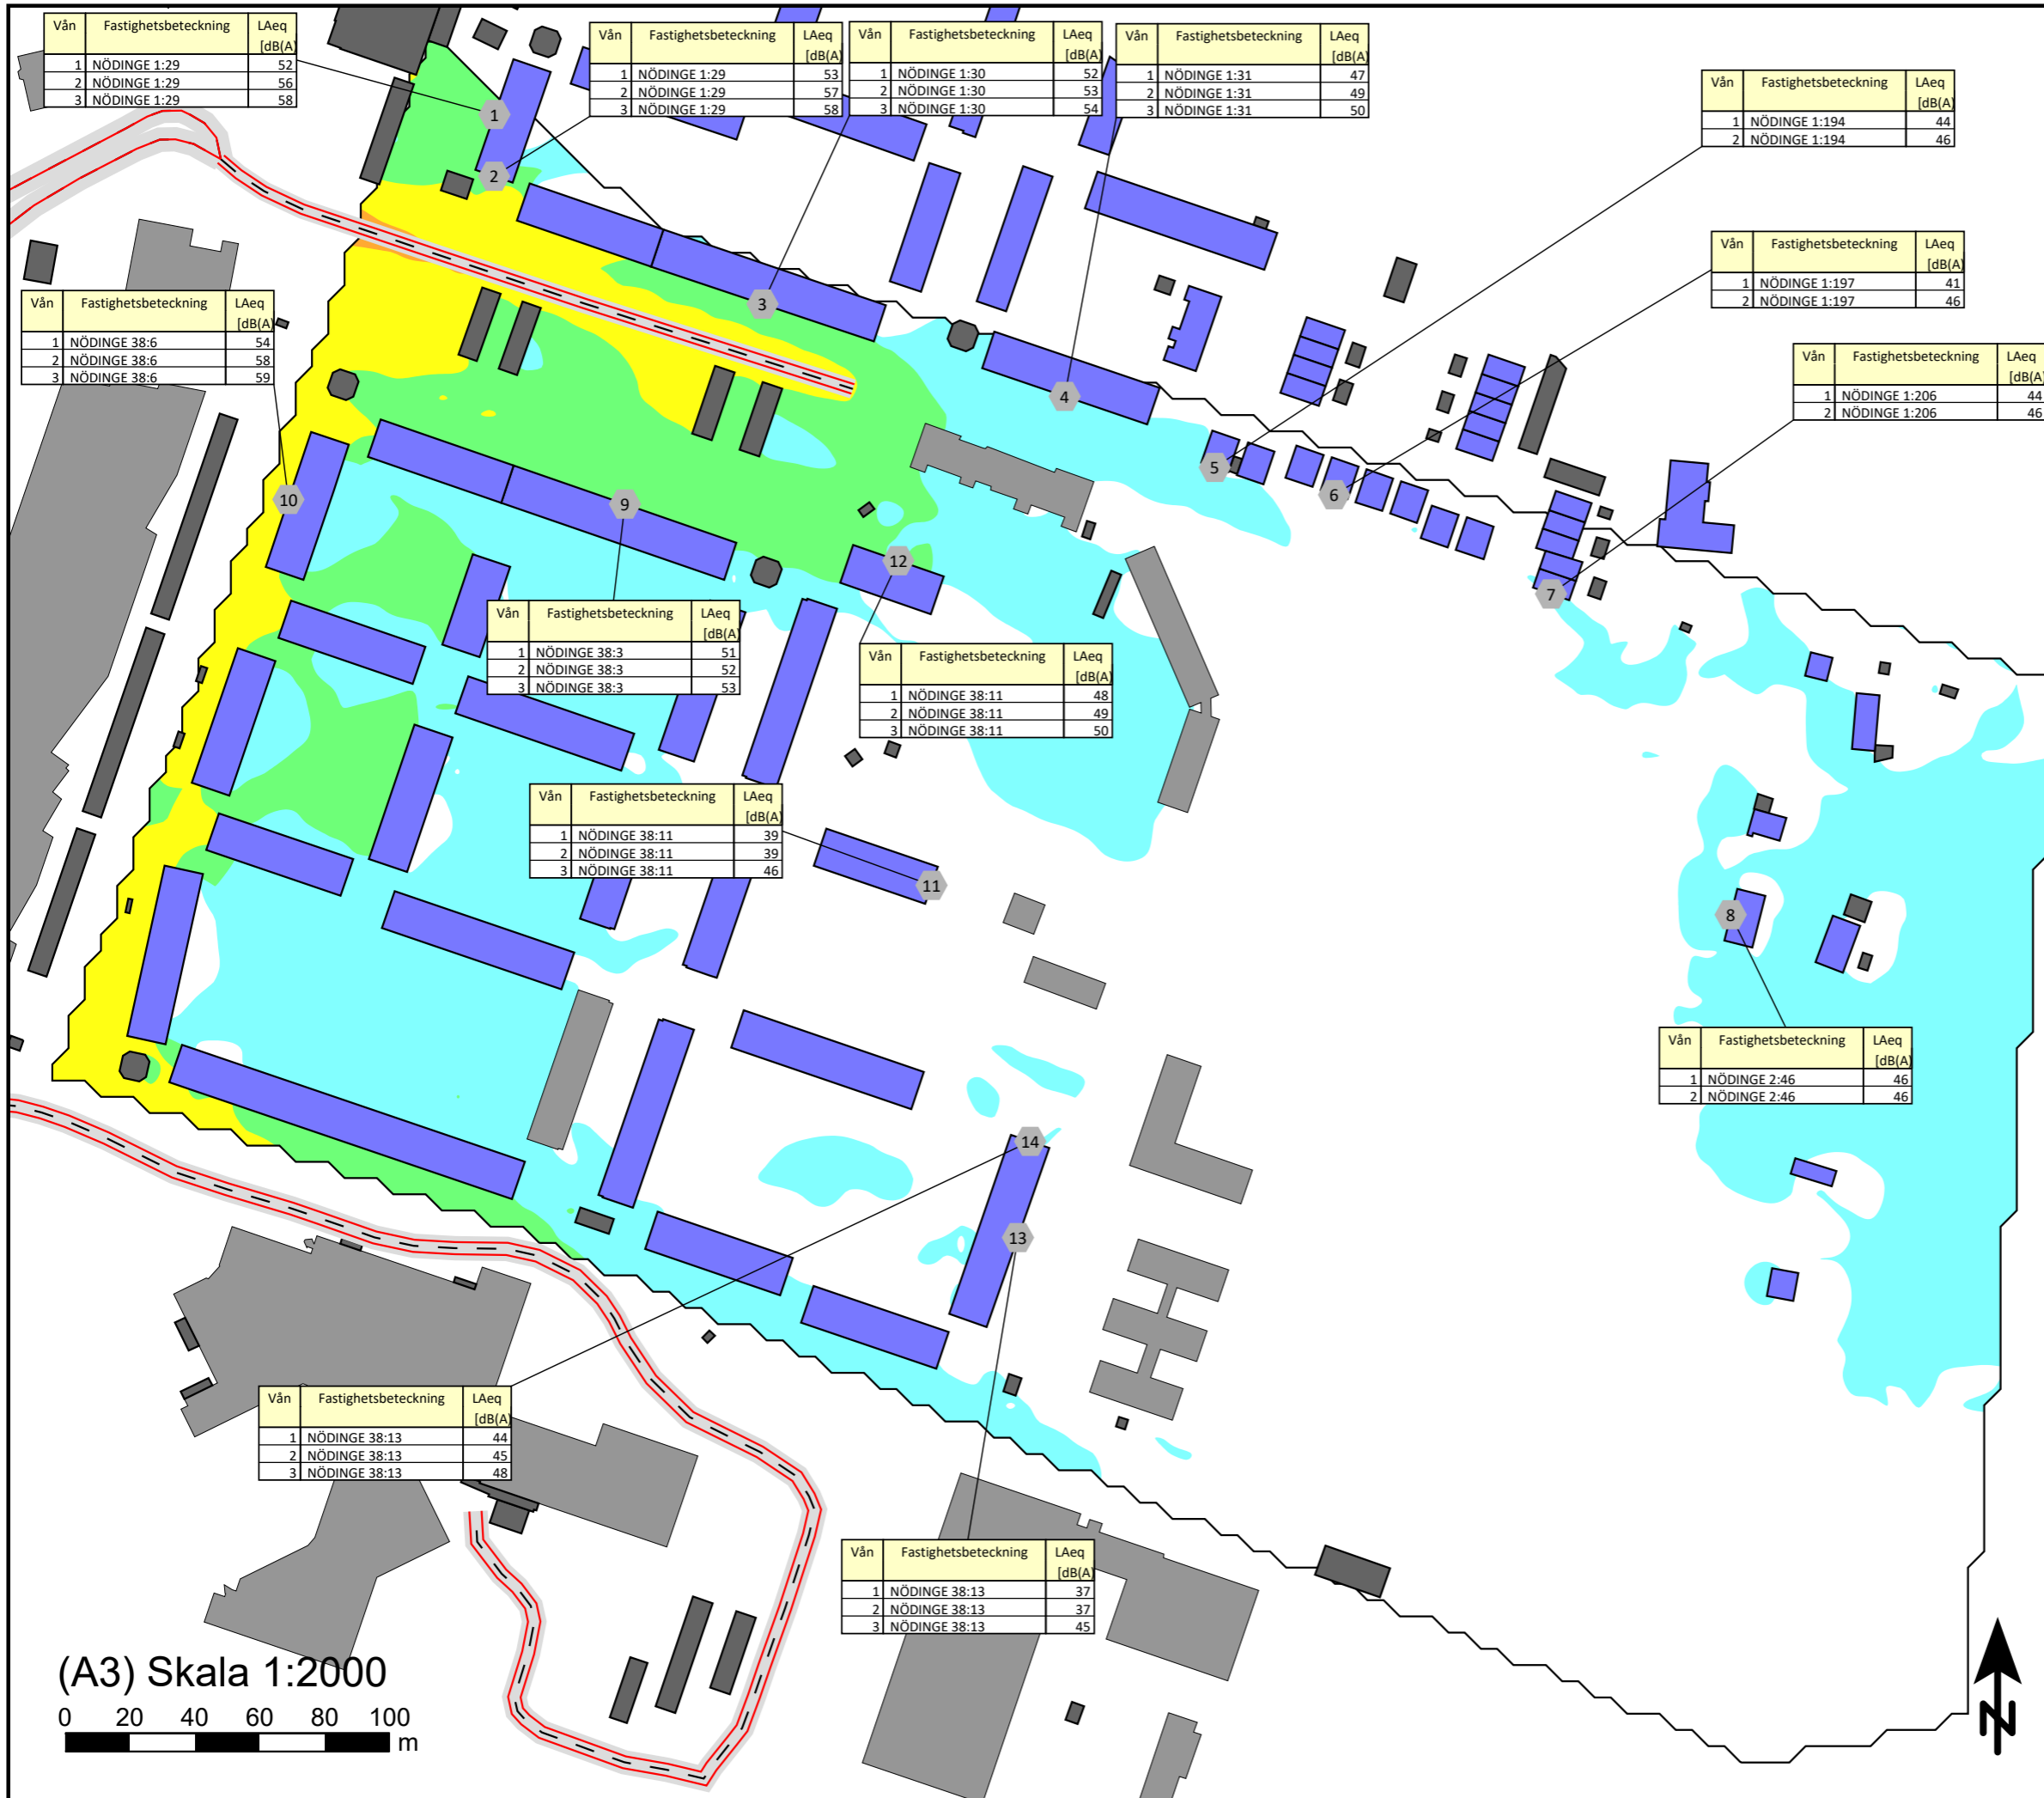 Vån Fastighetsbeteckning LAeq
[dB(A)
1 NÖDINGE 1:29 52
2 NÖDINGE 1:29 56
3 NÖDINGE 1:29 58
Vån Fastighetsbeteckning LAeq
[dB(A)
1 NÖDINGE 1:29 53
2 NÖDINGE 1:29 57
3 NÖDINGE 1:29 58
Vån Fastighetsbeteckning LAeq
[dB(A)
1 NÖDINGE 1:30 52
2 NÖDINGE 1:30 53
3 NÖDINGE 1:30 54
Vån Fastighetsbeteckning LAeq
[dB(A)
1 NÖDINGE 1:31 47
2 NÖDINGE 1:31 49
3 NÖDINGE 1:31 50
Vån Fastighetsbeteckning LAeq
[dB(A)
1 NÖDINGE 1:194 44
2 NÖDINGE 1:194 46
1
2
Vån Fastighetsbeteckning LAeq
[dB(A)
1 NÖDINGE 1:197 41
2 NÖDINGE 1:197 46
Vån Fastighetsbeteckning LAeq
[dB(A)
1 NÖDINGE 38:6 54
2 NÖDINGE 38:6 58
3 NÖDINGE 38:6 59
3
Vån Fastighetsbeteckning LAeq
[dB(A)
1 NÖDINGE 1:206 44
2 NÖDINGE 1:206 46
4
5
6
10
9
12
7
Vån Fastighetsbeteckning LAeq
[dB(A)
1 NÖDINGE 38:3 51
2 NÖDINGE 38:3 52
3 NÖDINGE 38:3 53
Vån Fastighetsbeteckning LAeq
[dB(A)
1 NÖDINGE 38:11 48
2 NÖDINGE 38:11 49
3 NÖDINGE 38:11 50
Vån Fastighetsbeteckning LAeq
[dB(A)
1 NÖDINGE 38:11 39
2 NÖDINGE 38:11 39
3 NÖDINGE 38:11 46
11
8
Vån Fastighetsbeteckning LAeq
[dB(A)
1 NÖDINGE 2:46 46
2 NÖDINGE 2:46 46
14
13
Vån Fastighetsbeteckning LAeq
[dB(A)
1 NÖDINGE 38:13 44
2 NÖDINGE 38:13 45
3 NÖDINGE 38:13 48
Vån Fastighetsbeteckning LAeq
[dB(A)
1 NÖDINGE 38:13 37
2 NÖDINGE 38:13 37
3 NÖDINGE 38:13 45
(A3) Skala 1:2000
0 20 40 60 80 100
m
N